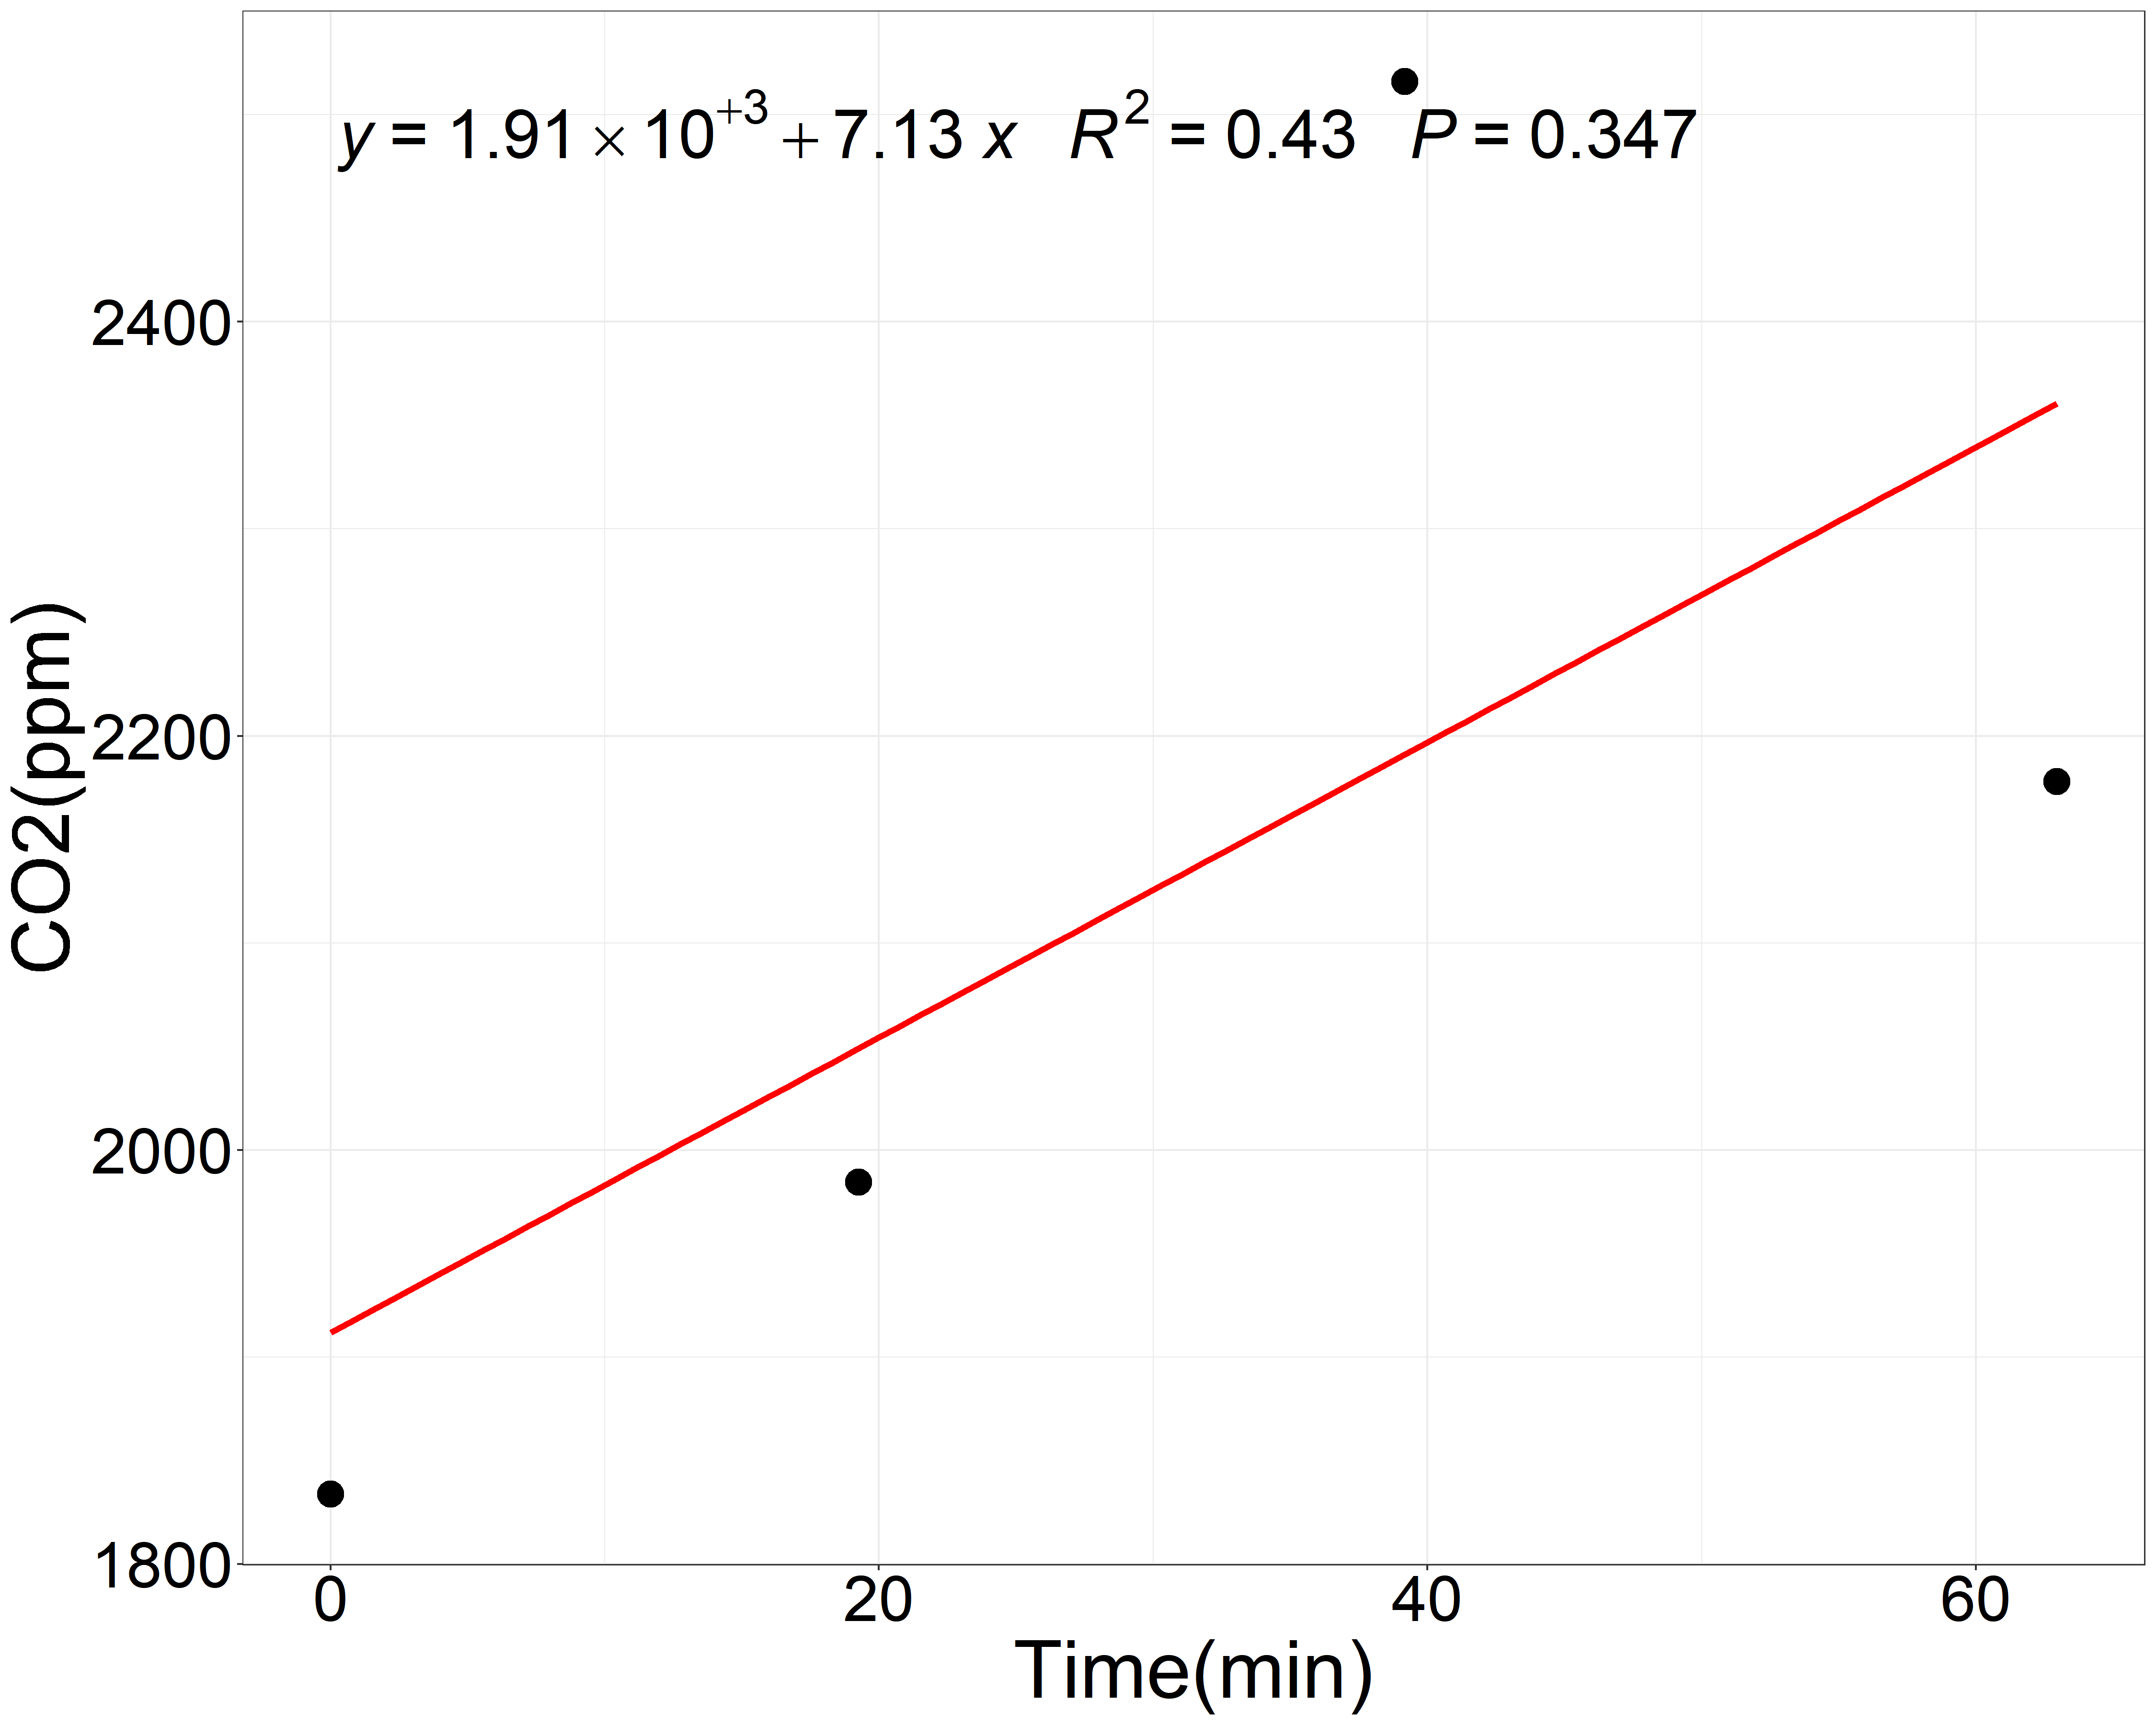 y = 1.91 × 10⁺³ + 7.13 x R² = 0.43 P = 0.347
2400
2200
2000
1800
CO2(ppm)
0 20 40 60
Time(min)